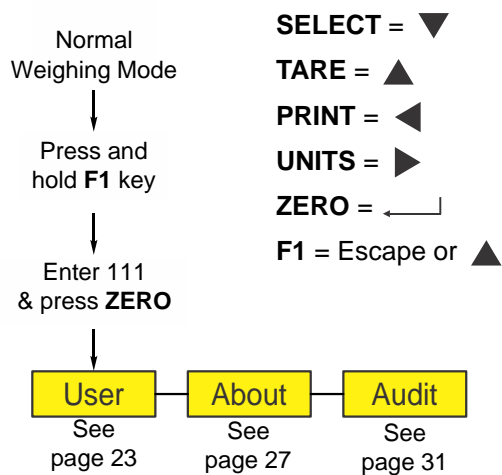 Normal
Weighing Mode
Press and
hold F1 key
Enter 111
& press ZERO
SELECT = ▼
TARE = ▲
PRINT = ◀
UNITS = ▶
ZERO = ↵
F1 = Escape or ▲
User
See
page 23
About
See
page 27
Audit
See
page 31